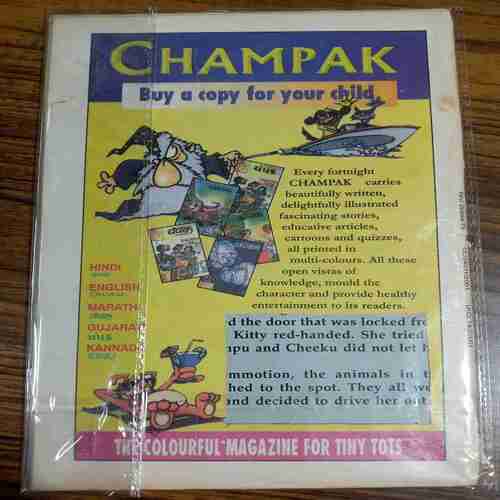 CHAMPAK
Buy a copy for your child
Every fortnight
CHAMPAK carries
beautifully written,
delightfully illustrated
fascinating stories,
educative articles,
cartoons and quizzes,
all printed in
multi-colours. All these
open vistas of
knowledge, mould the
character and provide healthy
entertainment to its readers.
HINDI
ENGLISH
MARATHI
GUJARAT
KANNAD
d the door that was locked fro
Kitty red-handed. She tried
npu and Cheeku did not let h
mmotion, the animals in t
hed to the spot. They all we
and decided to drive her out
THE COLOURFUL MAGAZINE FOR TINY TOTS